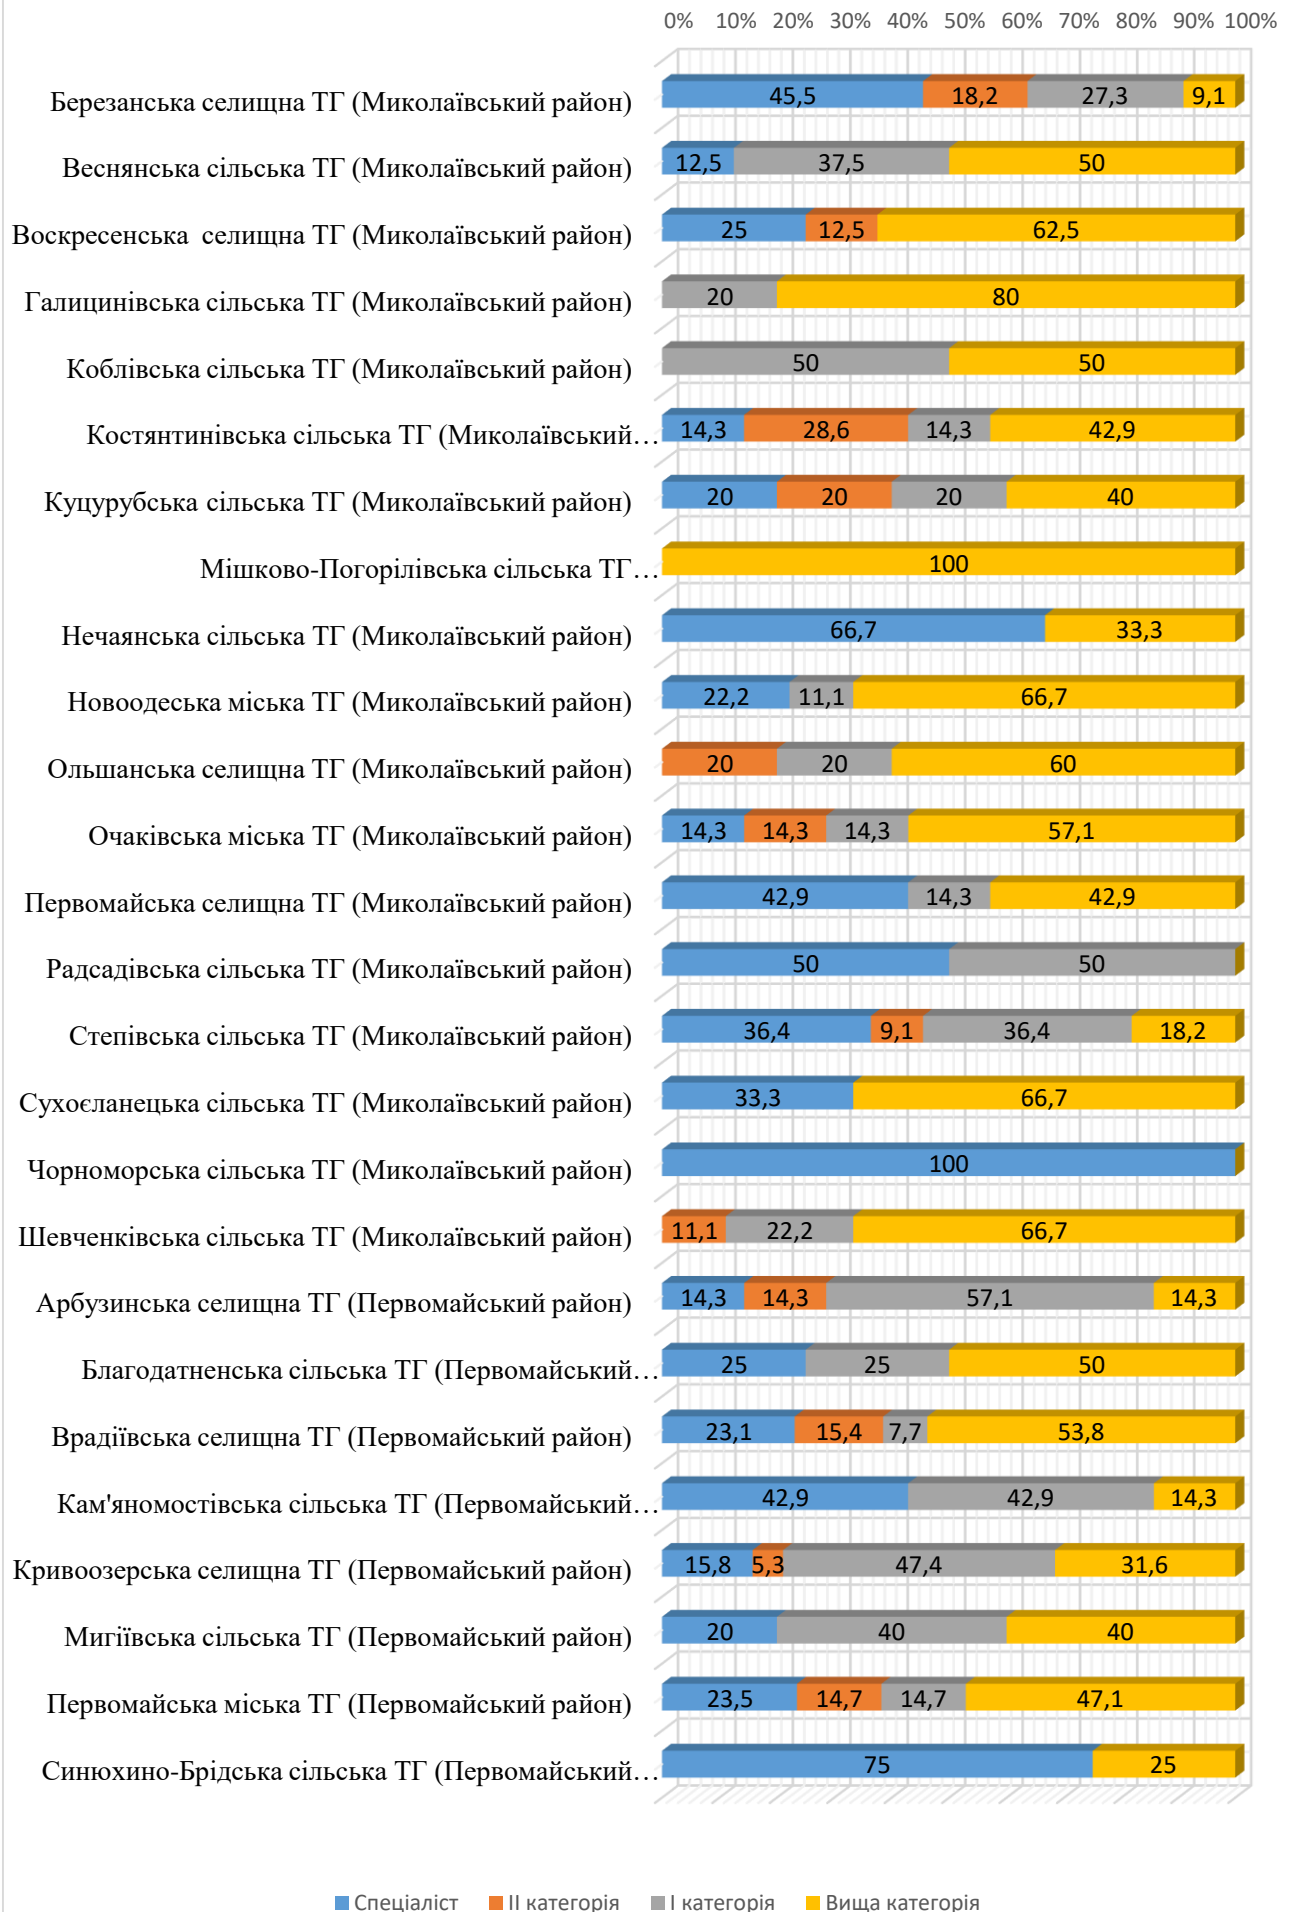 0% 10% 20% 30% 40% 50% 60% 70% 80% 90% 100%
Березанська селищна ТГ (Миколаївський район) 45,5 18,2 27,3 9,1
Веснянська сільська ТГ (Миколаївський район) 12,5 37,5 50
Воскресенська селищна ТГ (Миколаївський район) 25 12,5 62,5
Галицинівська сільська ТГ (Миколаївський район) 20 80
Коблівська сільська ТГ (Миколаївський район) 50 50
Костянтинівська сільська ТГ (Миколаївський… 14,3 28,6 14,3 42,9
Куцурубська сільська ТГ (Миколаївський район) 20 20 20 40
Мішково-Погорілівська сільська ТГ… 100
Нечаянська сільська ТГ (Миколаївський район) 66,7 33,3
Новоодеська міська ТГ (Миколаївський район) 22,2 11,1 66,7
Ольшанська селищна ТГ (Миколаївський район) 20 20 60
Очаківська міська ТГ (Миколаївський район) 14,3 14,3 14,3 57,1
Первомайська селищна ТГ (Миколаївський район) 42,9 14,3 42,9
Радсадівська сільська ТГ (Миколаївський район) 50 50
Степівська сільська ТГ (Миколаївський район) 36,4 9,1 36,4 18,2
Сухоєланецька сільська ТГ (Миколаївський район) 33,3 66,7
Чорноморська сільська ТГ (Миколаївський район) 100
Шевченківська сільська ТГ (Миколаївський район) 11,1 22,2 66,7
Арбузинська селищна ТГ (Первомайський район) 14,3 14,3 57,1 14,3
Благодатненська сільська ТГ (Первомайський… 25 25 50
Врадіївська селищна ТГ (Первомайський район) 23,1 15,4 7,7 53,8
Кам'яномостівська сільська ТГ (Первомайський… 42,9 42,9 14,3
Кривоозерська селищна ТГ (Первомайський район) 15,8 5,3 47,4 31,6
Мигіївська сільська ТГ (Первомайський район) 20 40 40
Первомайська міська ТГ (Первомайський район) 23,5 14,7 14,7 47,1
Синюхино-Брідська сільська ТГ (Первомайський… 75 25
Спеціаліст ІІ категорія І категорія Вища категорія